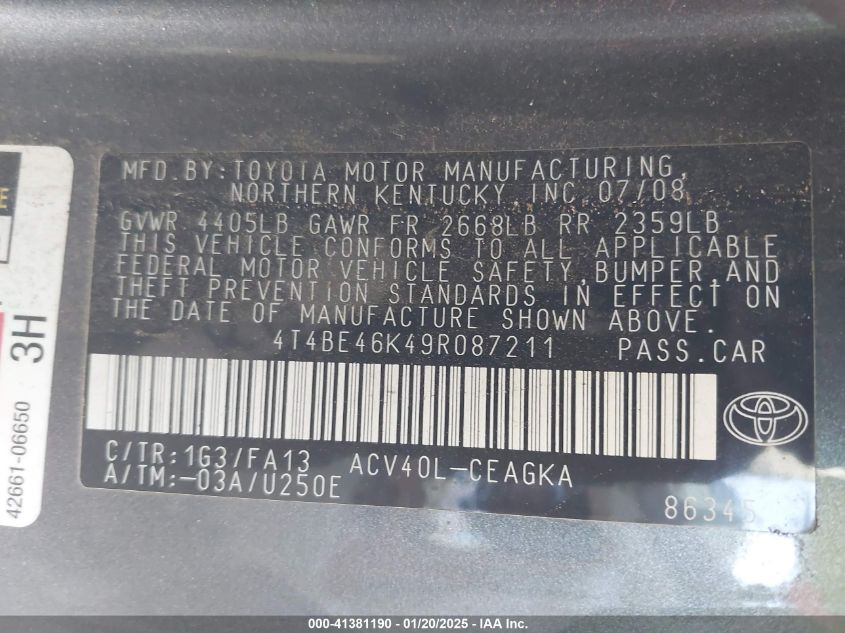 MFD.BY:TOYOTA MOTOR MANUFACTURING,
NORTHERN KENTUCKY,INC 07/08
GVWR 4405LB GAWR FR 2668LB RR 2359LB
THIS VEHICLE CONFORMS TO ALL APPLICABLE
FEDERAL MOTOR VEHICLE SAFETY,BUMPER,AND
THEFT PREVENTION STANDARDS IN EFFECT ON
THE DATE OF MANUFACTURE SHOWN ABOVE.
4T4BE46K49R087211 PASS.CAR
C/TR:1G3/FA13 ACV40L-CEAGKA
A/TM:-03A/U250E
86345
3H
42661-06650
000-41381190 - 01/20/2025 - IAA Inc.